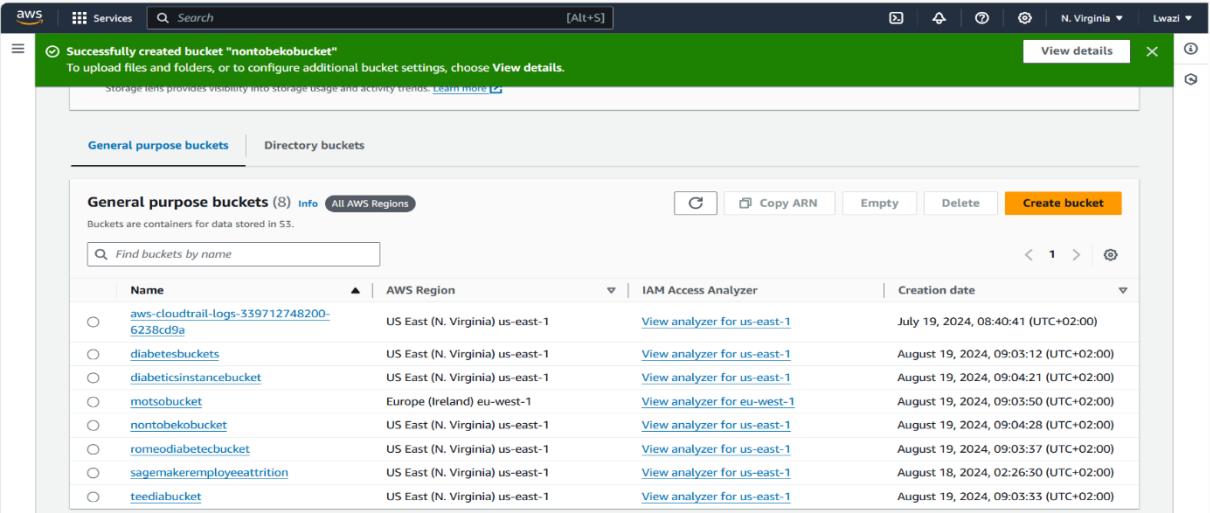 aws Services Search [Alt+S] N. Virginia ▼ Lwazi ▼
Successfully created bucket "nontobekobucket"
To upload files and folders, or to configure additional bucket settings, choose View details.
View details
Storage lens provides visibility into storage usage and activity trends. Learn more
General purpose buckets Directory buckets
General purpose buckets (8) Info All AWS Regions
Buckets are containers for data stored in S3.
Copy ARN Empty Delete Create bucket
Find buckets by name
1
Name AWS Region IAM Access Analyzer Creation date
aws-cloudtrail-logs-339712748200-
6238cd9a US East (N. Virginia) us-east-1 View analyzer for us-east-1 July 19, 2024, 08:40:41 (UTC+02:00)
diabetesbuckets US East (N. Virginia) us-east-1 View analyzer for us-east-1 August 19, 2024, 09:03:12 (UTC+02:00)
diabeticsinstancebucket US East (N. Virginia) us-east-1 View analyzer for us-east-1 August 19, 2024, 09:04:21 (UTC+02:00)
motsobucket Europe (Ireland) eu-west-1 View analyzer for eu-west-1 August 19, 2024, 09:03:50 (UTC+02:00)
nontobekobucket US East (N. Virginia) us-east-1 View analyzer for us-east-1 August 19, 2024, 09:04:28 (UTC+02:00)
romeodiabetecbucket US East (N. Virginia) us-east-1 View analyzer for us-east-1 August 19, 2024, 09:03:37 (UTC+02:00)
sagemakeremployeeattrition US East (N. Virginia) us-east-1 View analyzer for us-east-1 August 18, 2024, 02:26:30 (UTC+02:00)
teediabucket US East (N. Virginia) us-east-1 View analyzer for us-east-1 August 19, 2024, 09:03:33 (UTC+02:00)